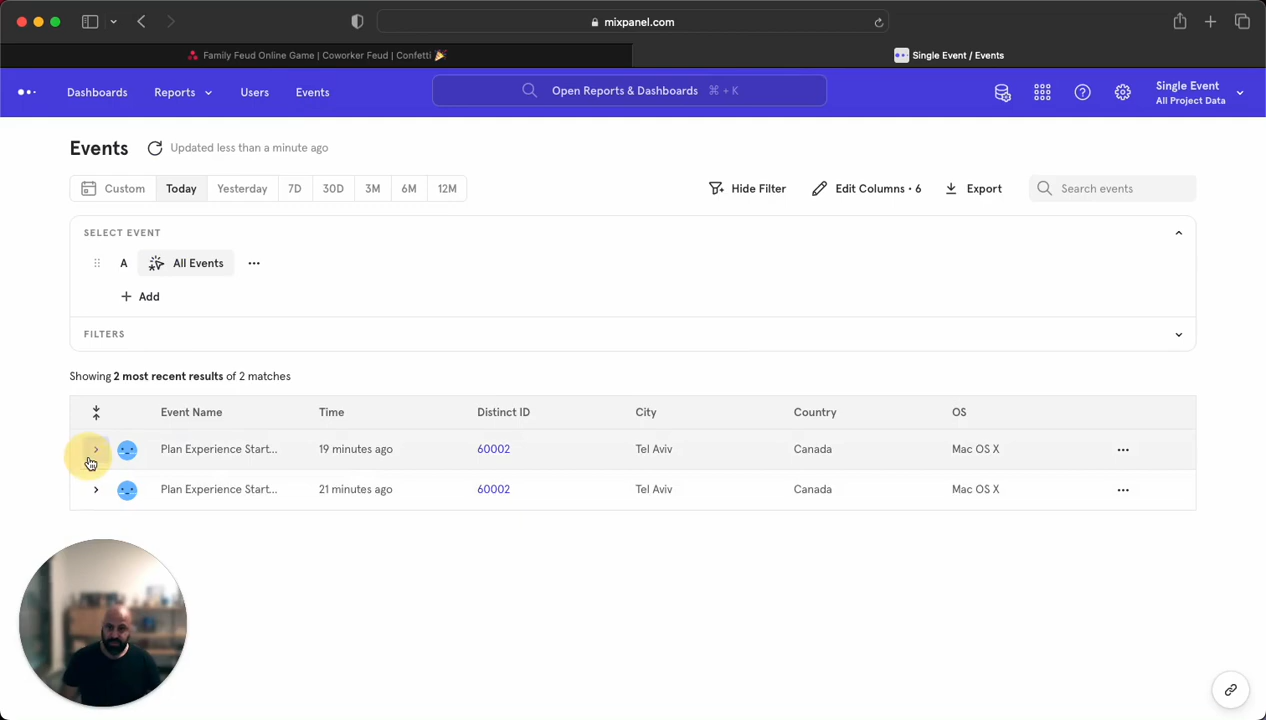 mixpanel.com
Family Feud Online Game | Coworker Feud | Confetti 🎉
Single Event / Events
Dashboards
Reports
Users
Events
Open Reports & Dashboards ⌘ + K
Single Event
All Project Data
Events
Updated less than a minute ago
Custom
Today
Yesterday
7D
30D
3M
6M
12M
Hide Filter
Edit Columns • 6
Export
Search events
SELECT EVENT
A
All Events
Add
FILTERS
Showing 2 most recent results of 2 matches
Event Name Time Distinct ID City Country OS
Plan Experience Start... 19 minutes ago 60002 Tel Aviv Canada Mac OS X
Plan Experience Start... 21 minutes ago 60002 Tel Aviv Canada Mac OS X